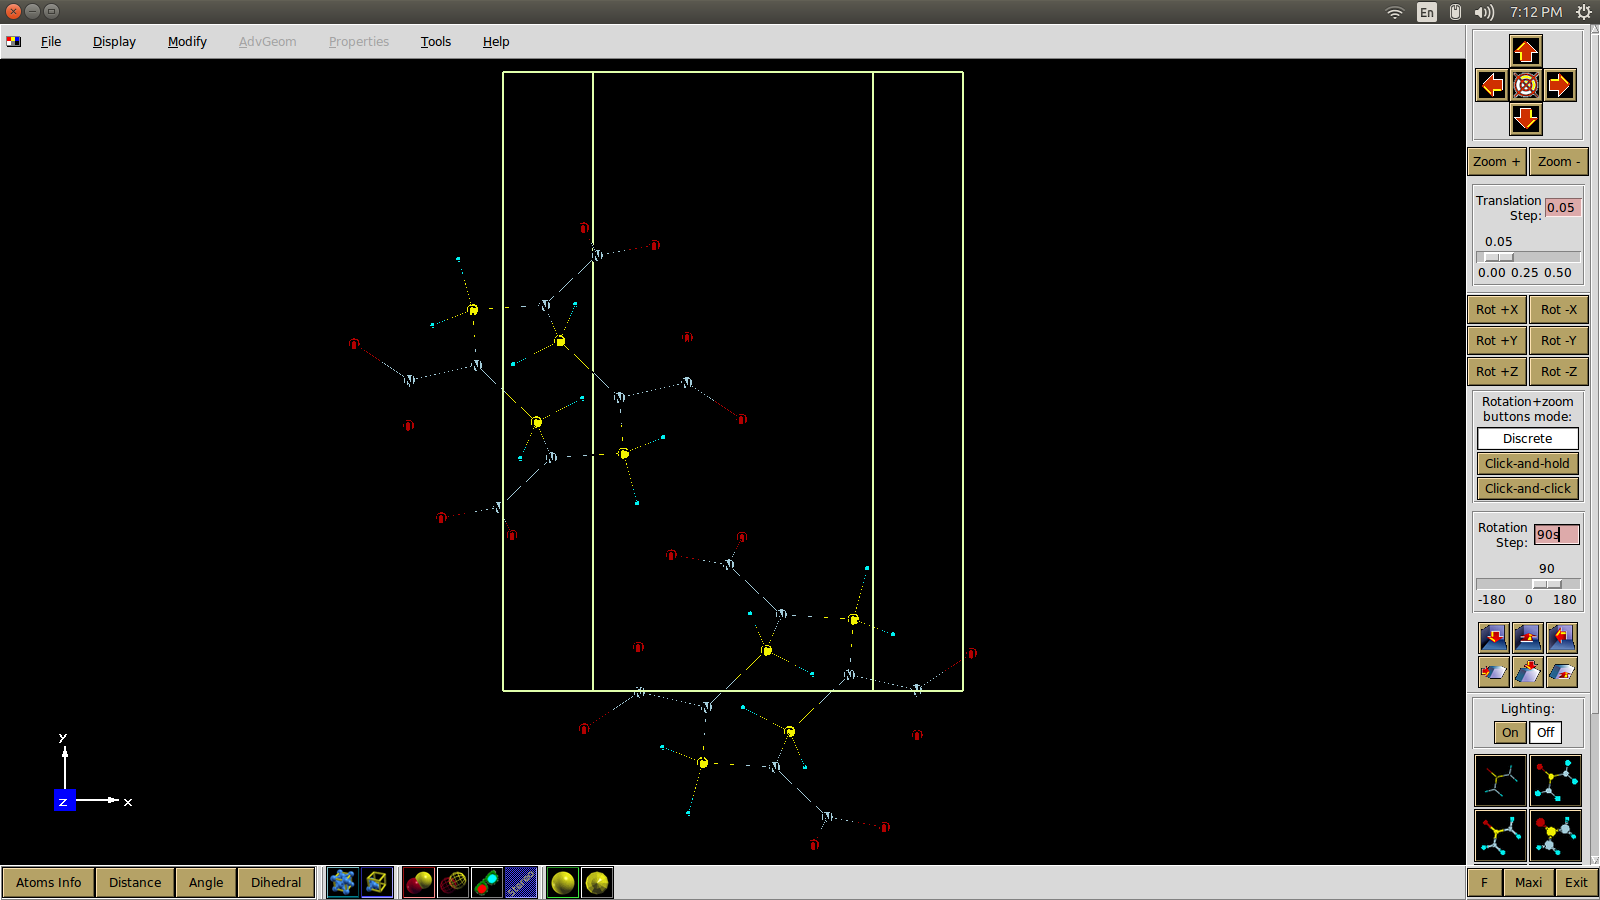 En 7:12 PM
File Display Modify AdvGeom Properties Tools Help
Zoom + Zoom -
Translation
Step: 0.05
0.05
0.00 0.25 0.50
Rot +X Rot -X
Rot +Y Rot -Y
Rot +Z Rot -Z
Rotation+zoom
buttons mode:
Discrete
Click-and-hold
Click-and-click
Rotation
Step: 90s
90
-180 0 180
Lighting:
On Off
y
z x
Atoms Info Distance Angle Dihedral Stereo F Maxi Exit